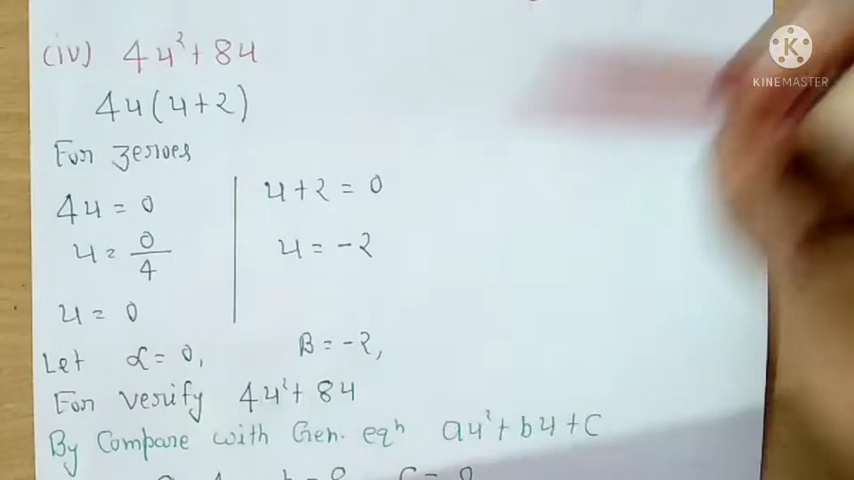 (iv) 4u²+8u
4u(u+2)
For zeroes
4u = 0
u = 0/4
u = 0
u+2 = 0
u = -2
Let α = 0, β = -2,
For verify 4u²+8u
By Compare with Gen. eqⁿ au²+bu+c
K
KINEMASTER